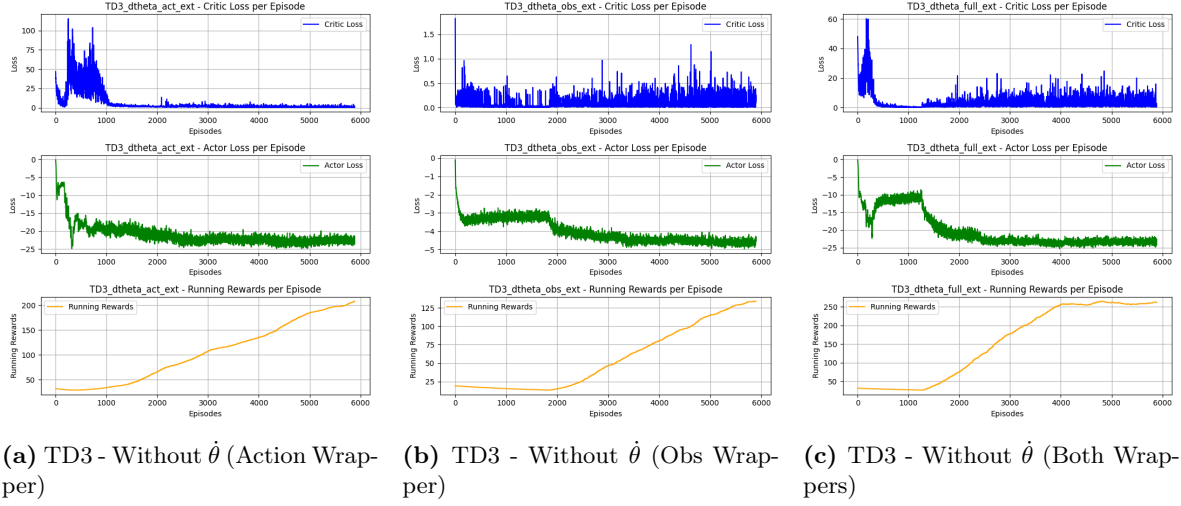 TD3_dtheta_act_ext - Critic Loss per Episode
Critic Loss
Loss
100
75
50
25
0
0 1000 2000 3000 4000 5000 6000
Episodes
TD3_dtheta_act_ext - Actor Loss per Episode
Actor Loss
Loss
0
−5
−10
−15
−20
−25
0 1000 2000 3000 4000 5000 6000
Episodes
TD3_dtheta_act_ext - Running Rewards per Episode
Running Rewards
Running Rewards
200
150
100
50
0 1000 2000 3000 4000 5000 6000
Episodes
(a) TD3 - Without θ̇ (Action Wrap-
per)
TD3_dtheta_obs_ext - Critic Loss per Episode
Critic Loss
Loss
1.5
1.0
0.5
0.0
0 1000 2000 3000 4000 5000 6000
Episodes
TD3_dtheta_obs_ext - Actor Loss per Episode
Actor Loss
Loss
0
−1
−2
−3
−4
−5
0 1000 2000 3000 4000 5000 6000
Episodes
TD3_dtheta_obs_ext - Running Rewards per Episode
Running Rewards
Running Rewards
125
100
75
50
25
0 1000 2000 3000 4000 5000 6000
Episodes
(b) TD3 - Without θ̇ (Obs Wrap-
per)
TD3_dtheta_full_ext - Critic Loss per Episode
Critic Loss
Loss
60
40
20
0
0 1000 2000 3000 4000 5000 6000
Episodes
TD3_dtheta_full_ext - Actor Loss per Episode
Actor Loss
Loss
0
−5
−10
−15
−20
−25
0 1000 2000 3000 4000 5000 6000
Episodes
TD3_dtheta_full_ext - Running Rewards per Episode
Running Rewards
Running Rewards
250
200
150
100
50
0 1000 2000 3000 4000 5000 6000
Episodes
(c) TD3 - Without θ̇ (Both Wrap-
pers)